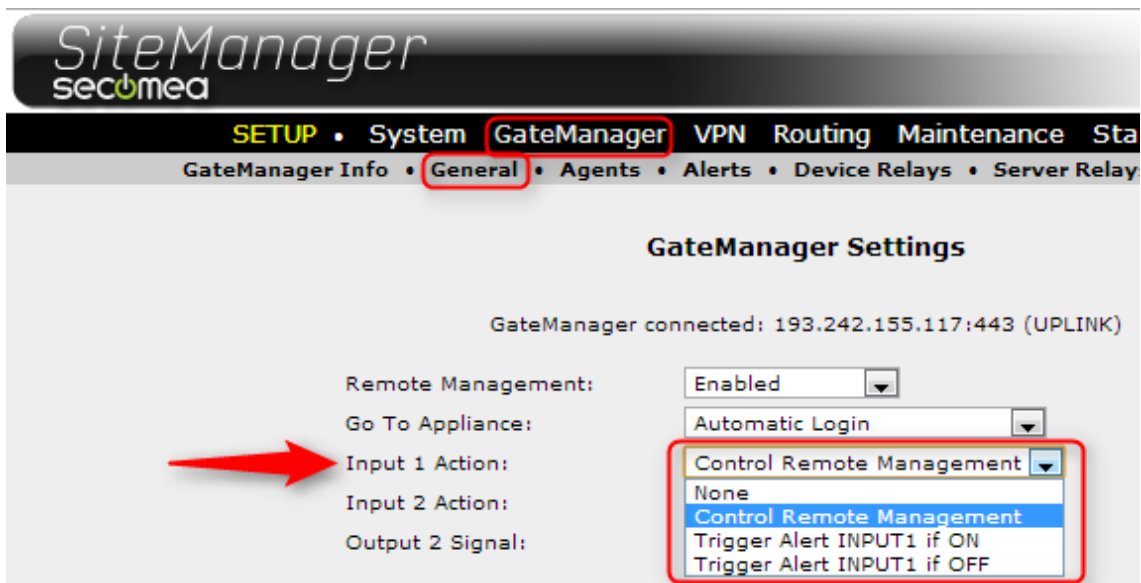 SiteManager
secomea
SETUP • System GateManager VPN Routing Maintenance Sta
GateManager Info • General • Agents • Alerts • Device Relays • Server Relays
GateManager Settings
GateManager connected: 193.242.155.117:443 (UPLINK)
Remote Management: Enabled
Go To Appliance: Automatic Login
Input 1 Action: Control Remote Management
None
Input 2 Action:
Control Remote Management
Output 2 Signal:
Trigger Alert INPUT1 if ON
Trigger Alert INPUT1 if OFF